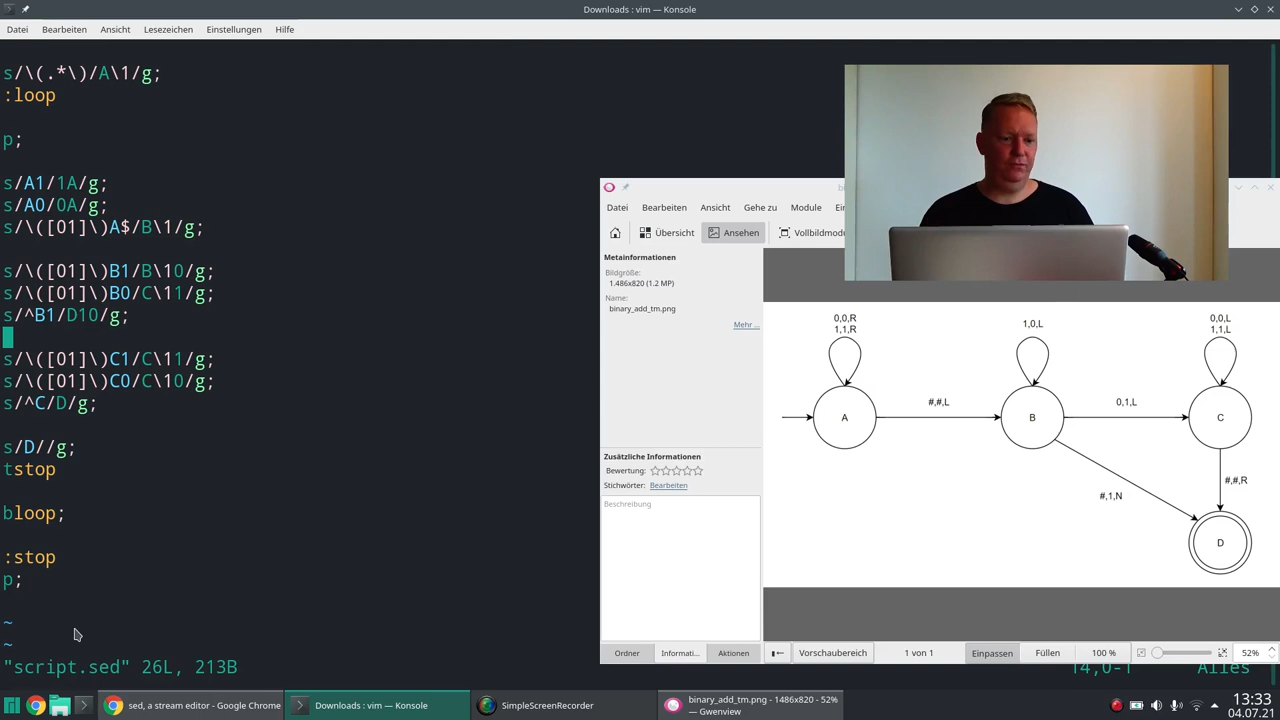 Downloads : vim — Konsole
Datei Bearbeiten Ansicht Lesezeichen Einstellungen Hilfe
s/\(.*\)/A\1/g;
:loop
p;
s/A1/1A/g;
s/A0/0A/g;
s/\([01]\)A$/B\1/g;
s/\([01]\)B1/B\10/g;
s/\([01]\)B0/C\11/g;
s/^B1/D10/g;
s/\([01]\)C1/C\11/g;
s/\([01]\)C0/C\10/g;
s/^C/D/g;
s/D//g;
tstop
bloop;
:stop
p;
~
~
"script.sed" 26L, 213B
14,0-1 Alles
Datei Bearbeiten Ansicht Gehe zu Module
Übersicht Ansehen
Metainformationen
Bildgröße:
1.486x820 (1.2 MP)
Name:
binary_add_tm.png
Mehr ...
Zusätzliche Informationen
Bewertung:
Stichwörter: Bearbeiten
Beschreibung
Ordner Informati... Aktionen
0,0,R
1,1,R
1,0,L
0,0,L
1,1,L
A
#,#,L
B
0,1,L
C
#,1,N
#,#,R
D
Vorschaubereich 1 von 1 Einpassen Füllen 100 % 52%
sed, a stream editor - Google Chrome
Downloads : vim — Konsole
SimpleScreenRecorder
binary_add_tm.png - 1486x820 - 52%
— Gwenview
13:33
04.07.21